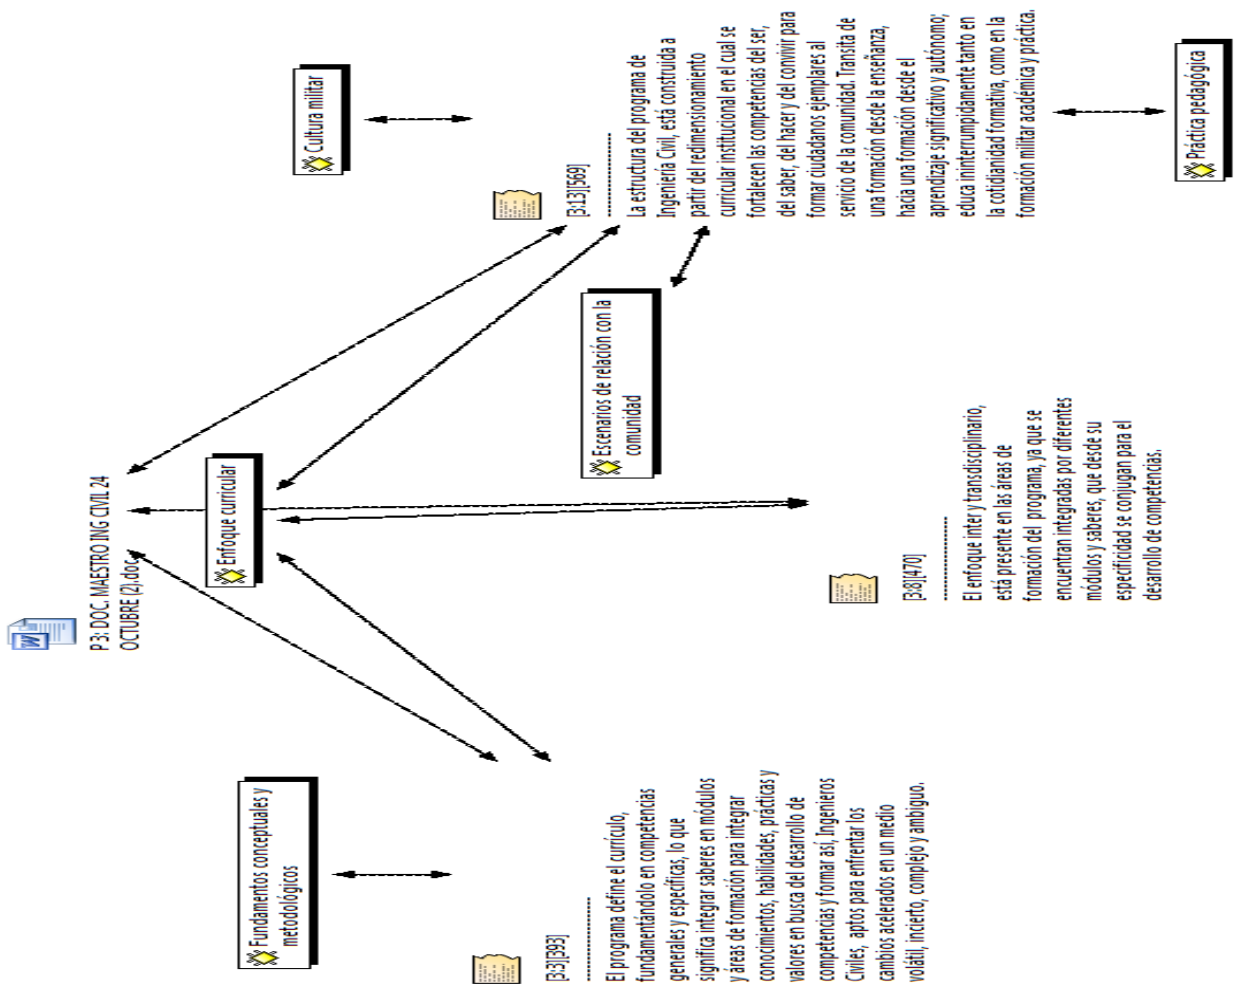 P 3: DOC. MAESTRO ING CIVIL 24
OCTUBRE (2).doc
Enfoque curricular
Fundamentos conceptuales y
metodológicos
Cultura militar
[3:3][393]
El programa define el currículo,
fundamentándolo en competencias
generales y específicas, lo que
significa integrar saberes en módulos
y áreas de formación para integrar
conocimientos, habilidades, prácticas y
valores en busca del desarrollo de
competencias y formar así, Ingenieros
Civiles, aptos para enfrentar los
cambios acelerados en un medio
volátil, incierto, complejo y ambiguo.
Escenarios de relación con la
comunidad
[3:13][569]
La estructura del programa de
Ingeniería Civil, está construida a
partir del redimensionamiento
curricular institucional en el cual se
fortalecen las competencias del ser,
del saber, del hacer y del convivir para
formar ciudadanos ejemplares al
servicio de la comunidad. Transita de
una formación desde la enseñanza,
hacia una formación desde el
aprendizaje significativo y autónomo;
educa ininterrumpidamente tanto en
la cotidianidad formativa, como en la
formación militar académica y práctica.
[3:8][470]
El enfoque inter y transdisciplinario,
está presente en las áreas de
formación del programa, ya que se
encuentran integradas por diferentes
módulos y saberes, que desde su
especificidad se conjugan para el
desarrollo de competencias.
Práctica pedagógica